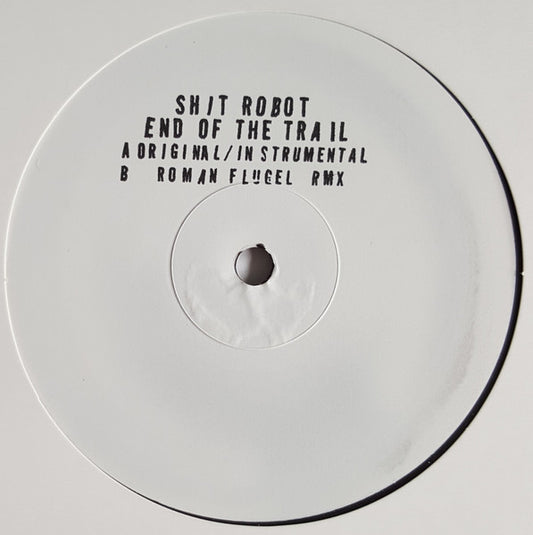 SHIT ROBOT
END OF THE TRAIL
A ORIGINAL/INSTRUMENTAL
B ROMAN FLUGEL RMX